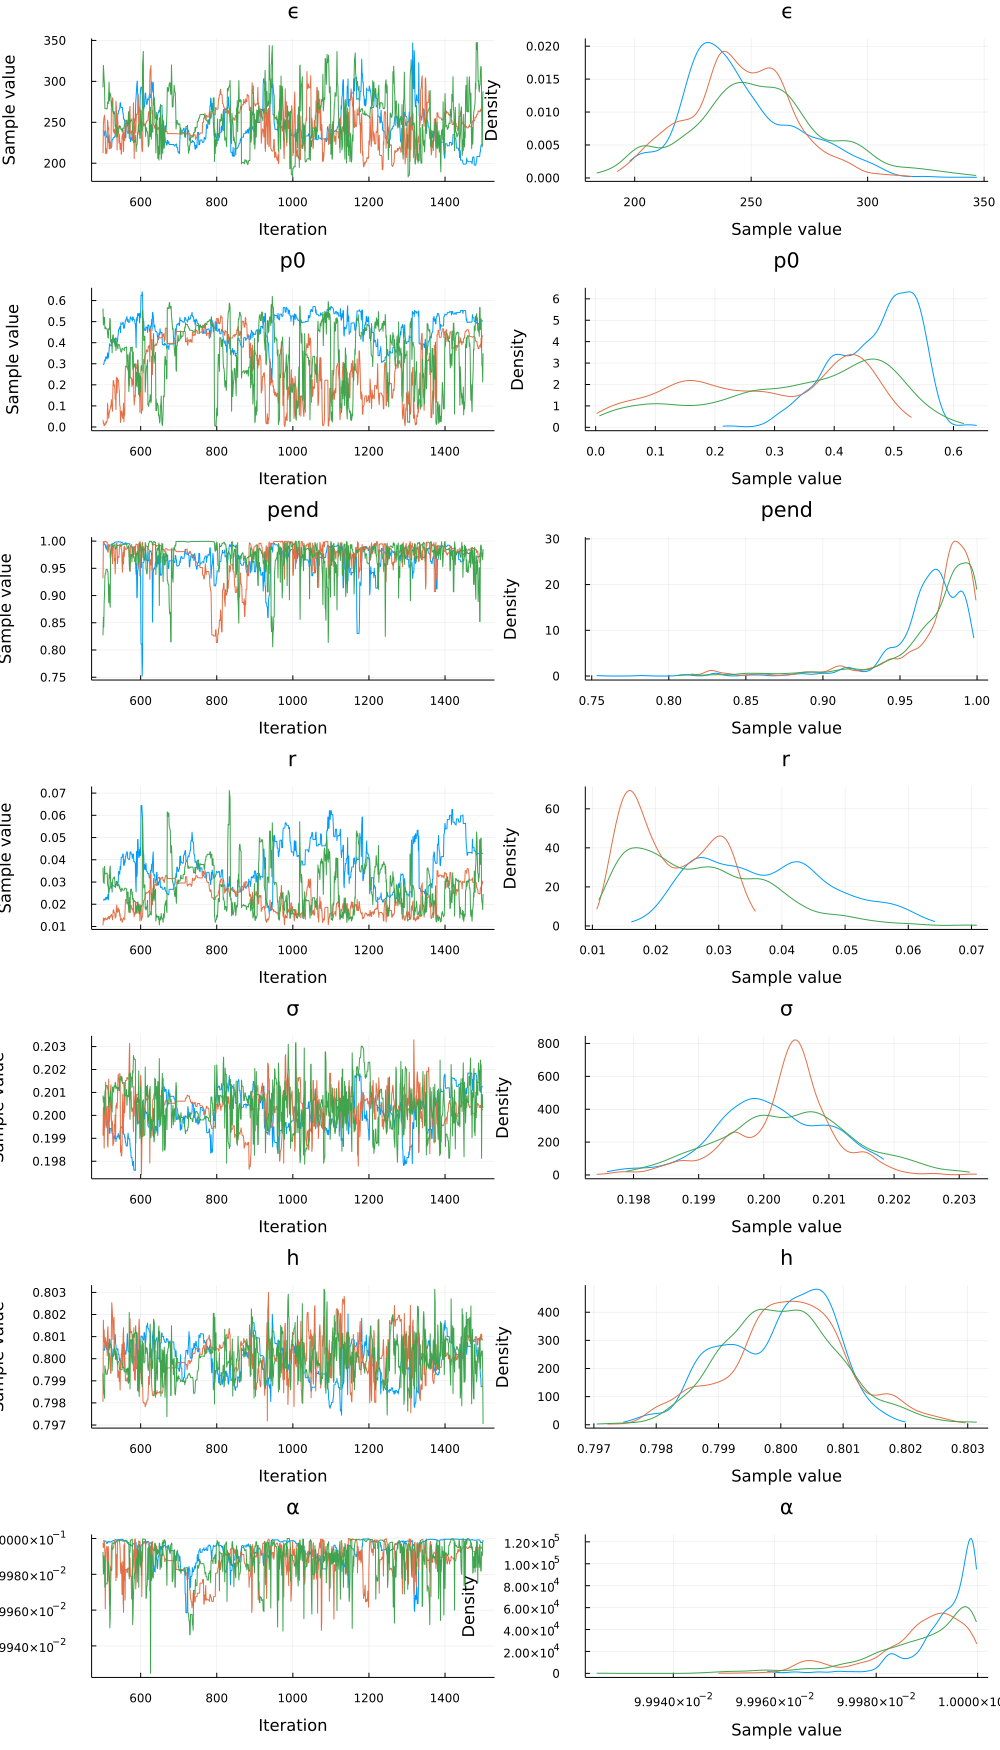 ϵ ϵ
350
300
250
200
Sample value
600 800 1000 1200 1400
Iteration
0.020
0.015
0.010
0.005
0.000
Density
200 250 300 350
Sample value
p0 p0
0.6
0.5
0.4
0.3
0.2
0.1
0.0
Sample value
600 800 1000 1200 1400
Iteration
6
5
4
3
2
1
0
Density
0.0 0.1 0.2 0.3 0.4 0.5 0.6
Sample value
pend pend
1.00
0.95
0.90
0.85
0.80
0.75
Sample value
600 800 1000 1200 1400
Iteration
30
20
10
0
Density
0.75 0.80 0.85 0.90 0.95 1.00
Sample value
r r
0.07
0.06
0.05
0.04
0.03
0.02
0.01
Sample value
600 800 1000 1200 1400
Iteration
60
40
20
0
Density
0.01 0.02 0.03 0.04 0.05 0.06 0.07
Sample value
σ σ
0.203
0.202
0.201
0.200
0.199
0.198
Sample value
600 800 1000 1200 1400
Iteration
800
600
400
200
0
Density
0.198 0.199 0.200 0.201 0.202 0.203
Sample value
h h
0.803
0.802
0.801
0.800
0.799
0.798
0.797
Sample value
600 800 1000 1200 1400
Iteration
400
300
200
100
0
Density
0.797 0.798 0.799 0.800 0.801 0.802 0.803
Sample value
α α
0000×10⁻¹
9980×10⁻²
9960×10⁻²
9940×10⁻²
600 800 1000 1200 1400
Iteration
1.20×10⁵
1.00×10⁵
8.00×10⁴
6.00×10⁴
4.00×10⁴
2.00×10⁴
0
Density
9.9940×10⁻² 9.9960×10⁻² 9.9980×10⁻² 1.0000×10
Sample value